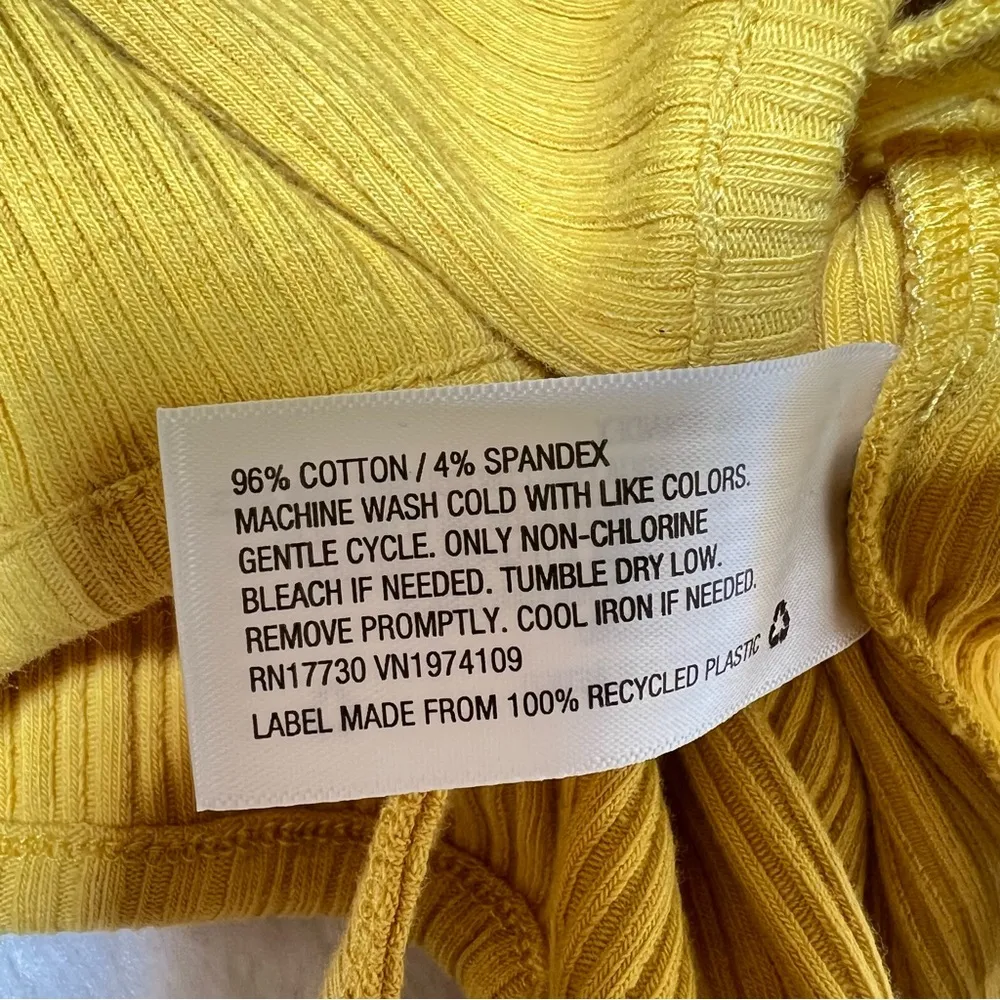 96% COTTON / 4% SPANDEX
MACHINE WASH COLD WITH LIKE COLORS.
GENTLE CYCLE. ONLY NON-CHLORINE
BLEACH IF NEEDED. TUMBLE DRY LOW.
REMOVE PROMPTLY. COOL IRON IF NEEDED.
RN17730 VN1974109
LABEL MADE FROM 100% RECYCLED PLASTIC